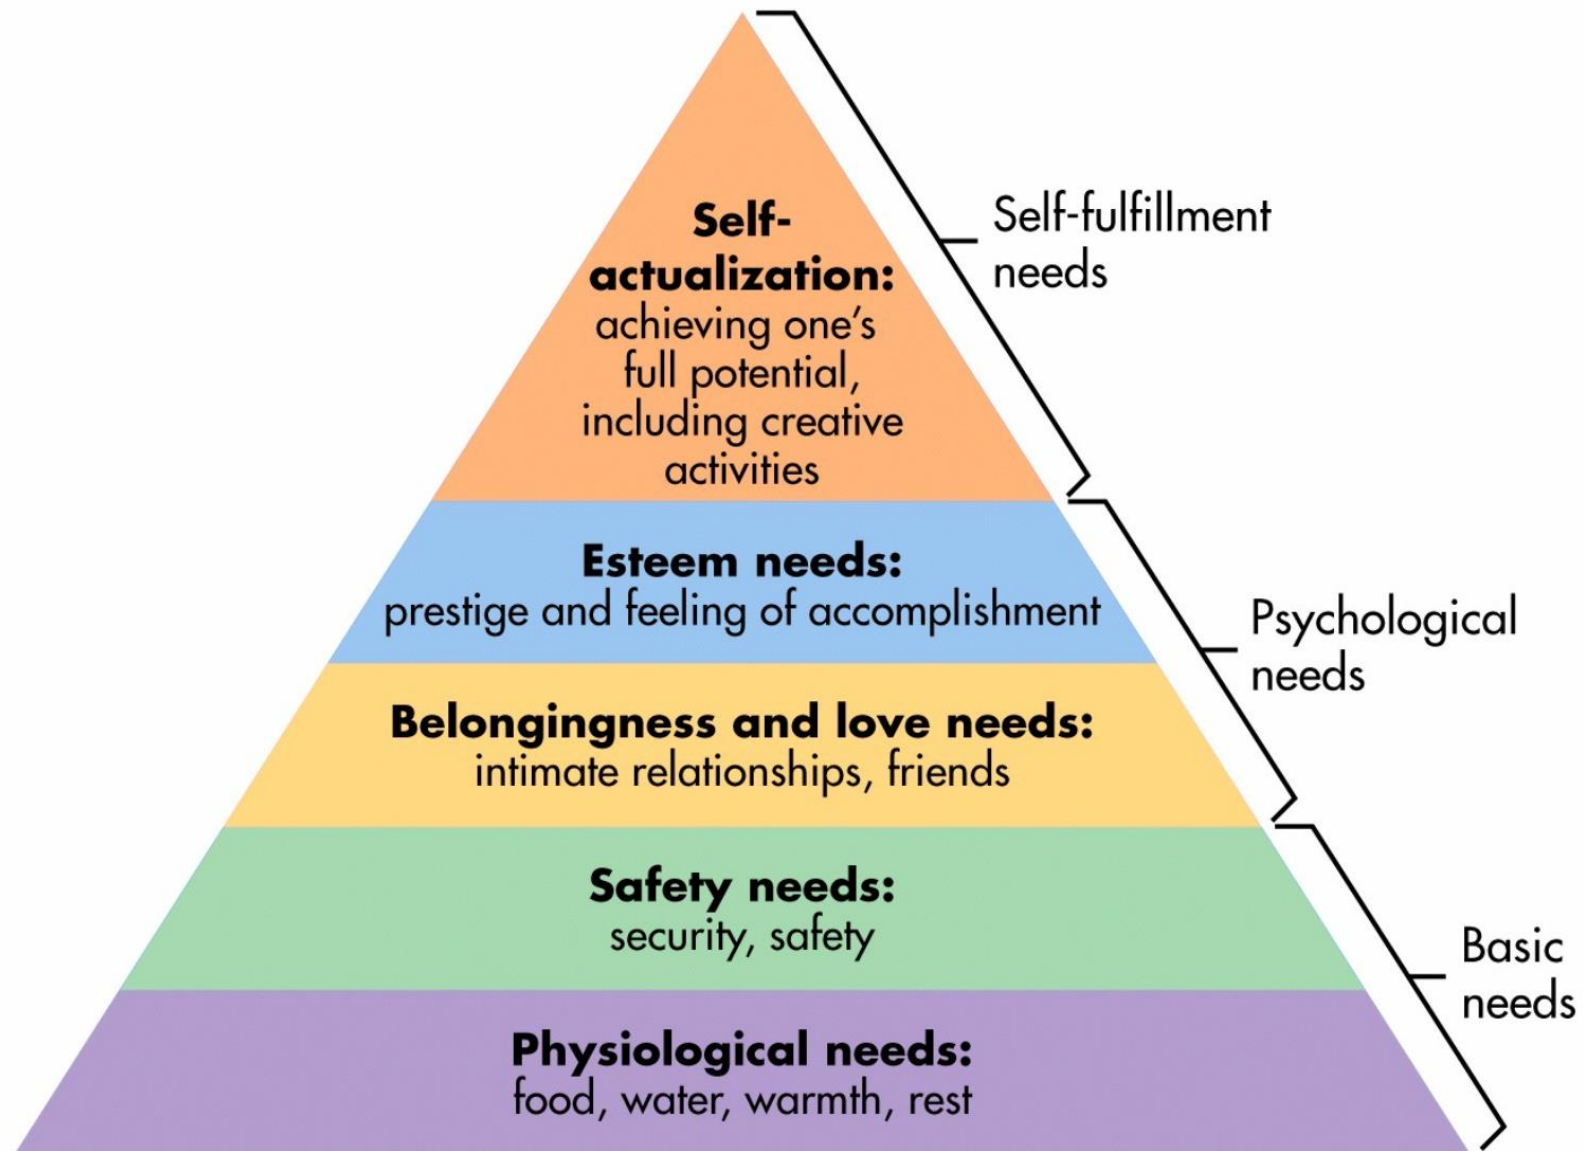 Self-
actualization:
achieving one's
full potential,
including creative
activities
Self-fulfillment
needs
Esteem needs:
prestige and feeling of accomplishment
Psychological
needs
Belongingness and love needs:
intimate relationships, friends
Safety needs:
security, safety
Basic
needs
Physiological needs:
food, water, warmth, rest